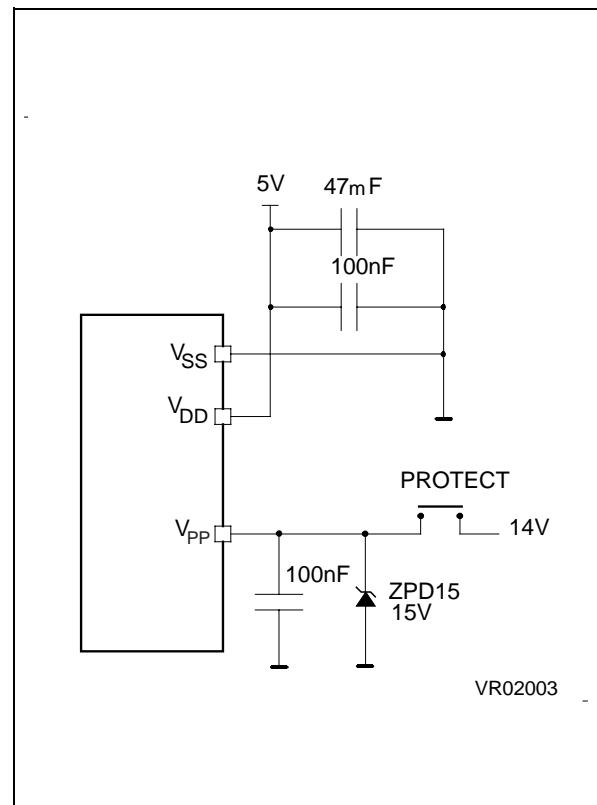 5V
47mF
100nF
VSS
VDD
PROTECT
VPP
14V
100nF
ZPD15
15V
VR02003